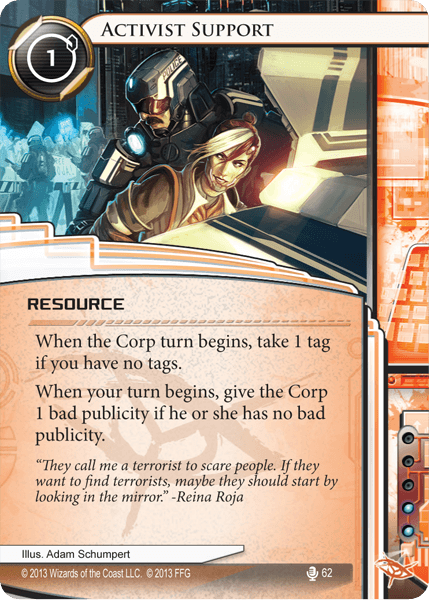 1
Activist Support
POLICE
RESOURCE
When the Corp turn begins, take 1 tag
if you have no tags.
When your turn begins, give the Corp
1 bad publicity if he or she has no bad
publicity.
“They call me a terrorist to scare people. If they
want to find terrorists, maybe they should start by
looking in the mirror.” -Reina Roja
Illus. Adam Schumpert
© 2013 Wizards of the Coast LLC. © 2013 FFG
62